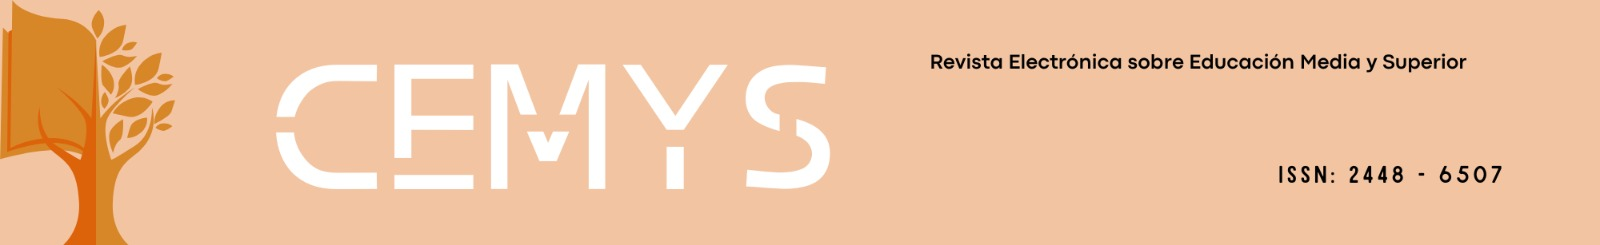 CEMYS
Revista Electrónica sobre Educación Media y Superior
ISSN: 2448 - 6507